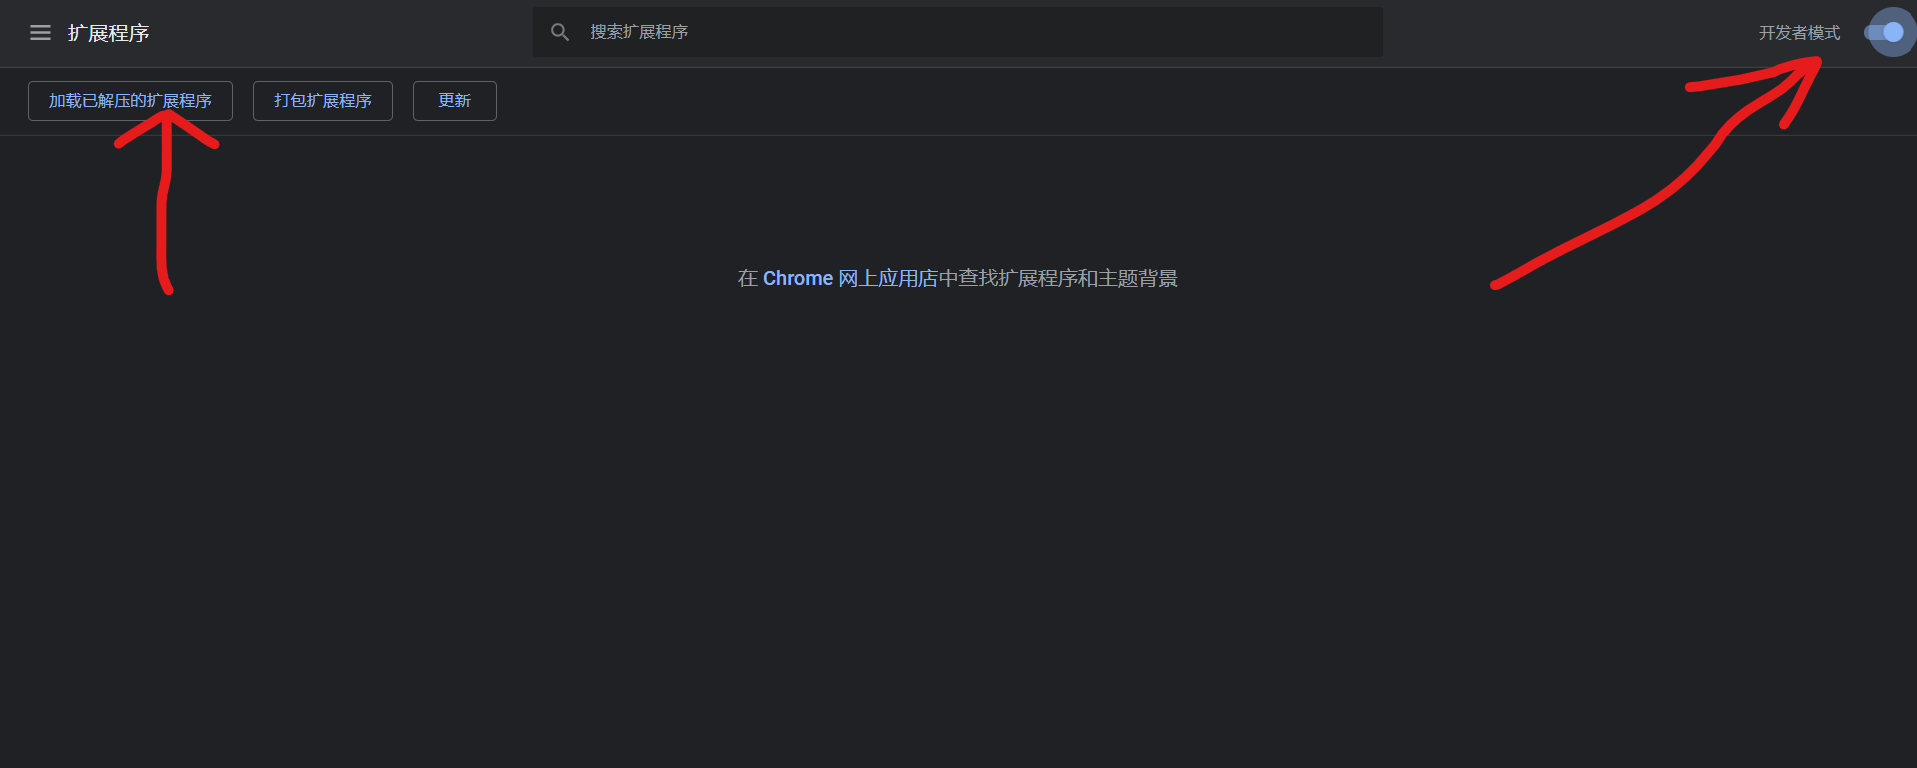 扩展程序
搜索扩展程序
开发者模式
加载已解压的扩展程序
打包扩展程序
更新
在 Chrome 网上应用店中查找扩展程序和主题背景